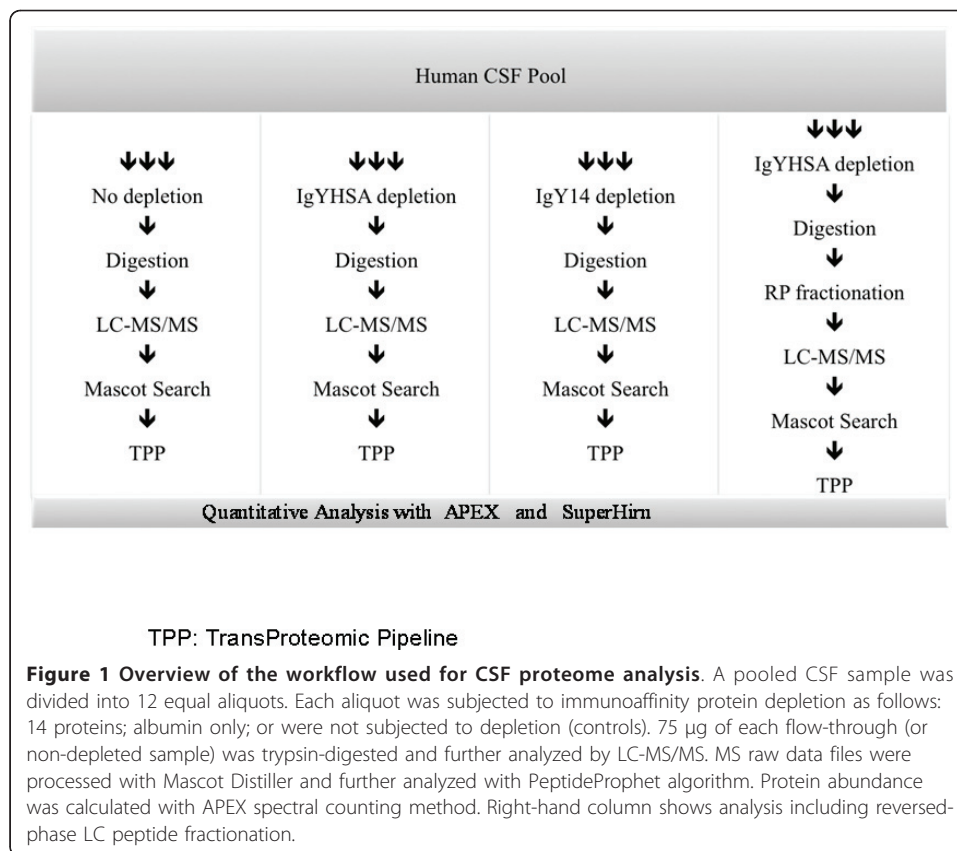 Human CSF Pool
No depletion
Digestion
LC-MS/MS
Mascot Search
TPP
IgYHSA depletion
Digestion
LC-MS/MS
Mascot Search
TPP
IgY14 depletion
Digestion
LC-MS/MS
Mascot Search
TPP
IgYHSA depletion
Digestion
RP fractionation
LC-MS/MS
Mascot Search
TPP
Quantitative Analysis with APEX and SuperHirn
TPP: TransProteomic Pipeline
Figure 1 Overview of the workflow used for CSF proteome analysis. A pooled CSF sample was
divided into 12 equal aliquots. Each aliquot was subjected to immunoaffinity protein depletion as follows:
14 proteins; albumin only; or were not subjected to depletion (controls). 75 μg of each flow-through (or
non-depleted sample) was trypsin-digested and further analyzed by LC-MS/MS. MS raw data files were
processed with Mascot Distiller and further analyzed with PeptideProphet algorithm. Protein abundance
was calculated with APEX spectral counting method. Right-hand column shows analysis including reversed-
phase LC peptide fractionation.